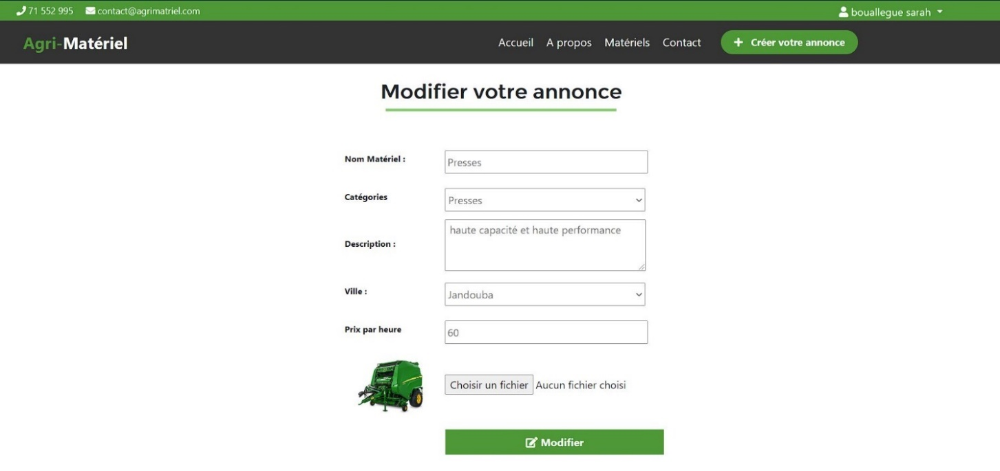 71 552 995 contact@agrimatriel.com bouallegue sarah
Agri-Matériel Accueil A propos Matériels Contact + Créer votre annonce
Modifier votre annonce
Nom Matériel : Presses
Catégories Presses
Description : haute capacité et haute performance
Ville : Jandouba
Prix par heure 60
Choisir un fichier Aucun fichier choisi
Modifier